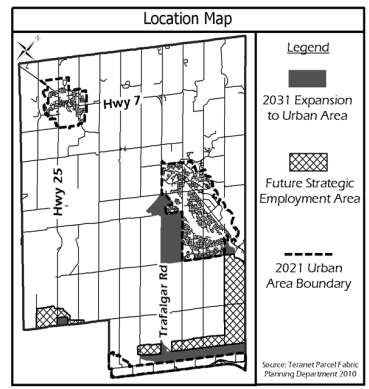 Location Map
Hwy 7
Hwy 25
Trafalgar Rd
Legend
2031 Expansion
to Urban Area
Future Strategic
Employment Area
2021 Urban
Area Boundary
Source: Teranet Parcel Fabric
Planning Department 2010